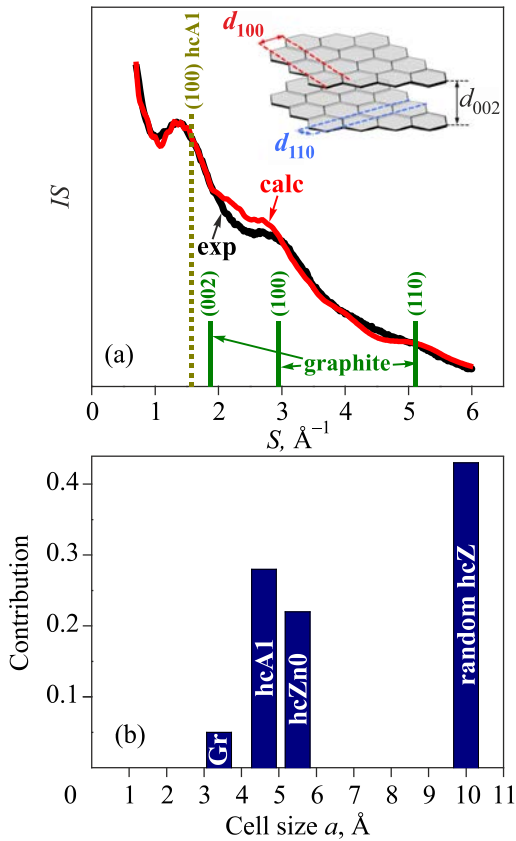 (100) hcA1
d100
d002
d110
IS
calc
exp
(002)
(100)
(110)
graphite
(a)
0 1 2 3 4 5 6
S, Å⁻¹
0.4
0.3
0.2
0.1
Contribution
Gr
hcA1
hcZn0
random hcZ
(b)
0 1 2 3 4 5 6 7 8 9 10 11
Cell size a, Å